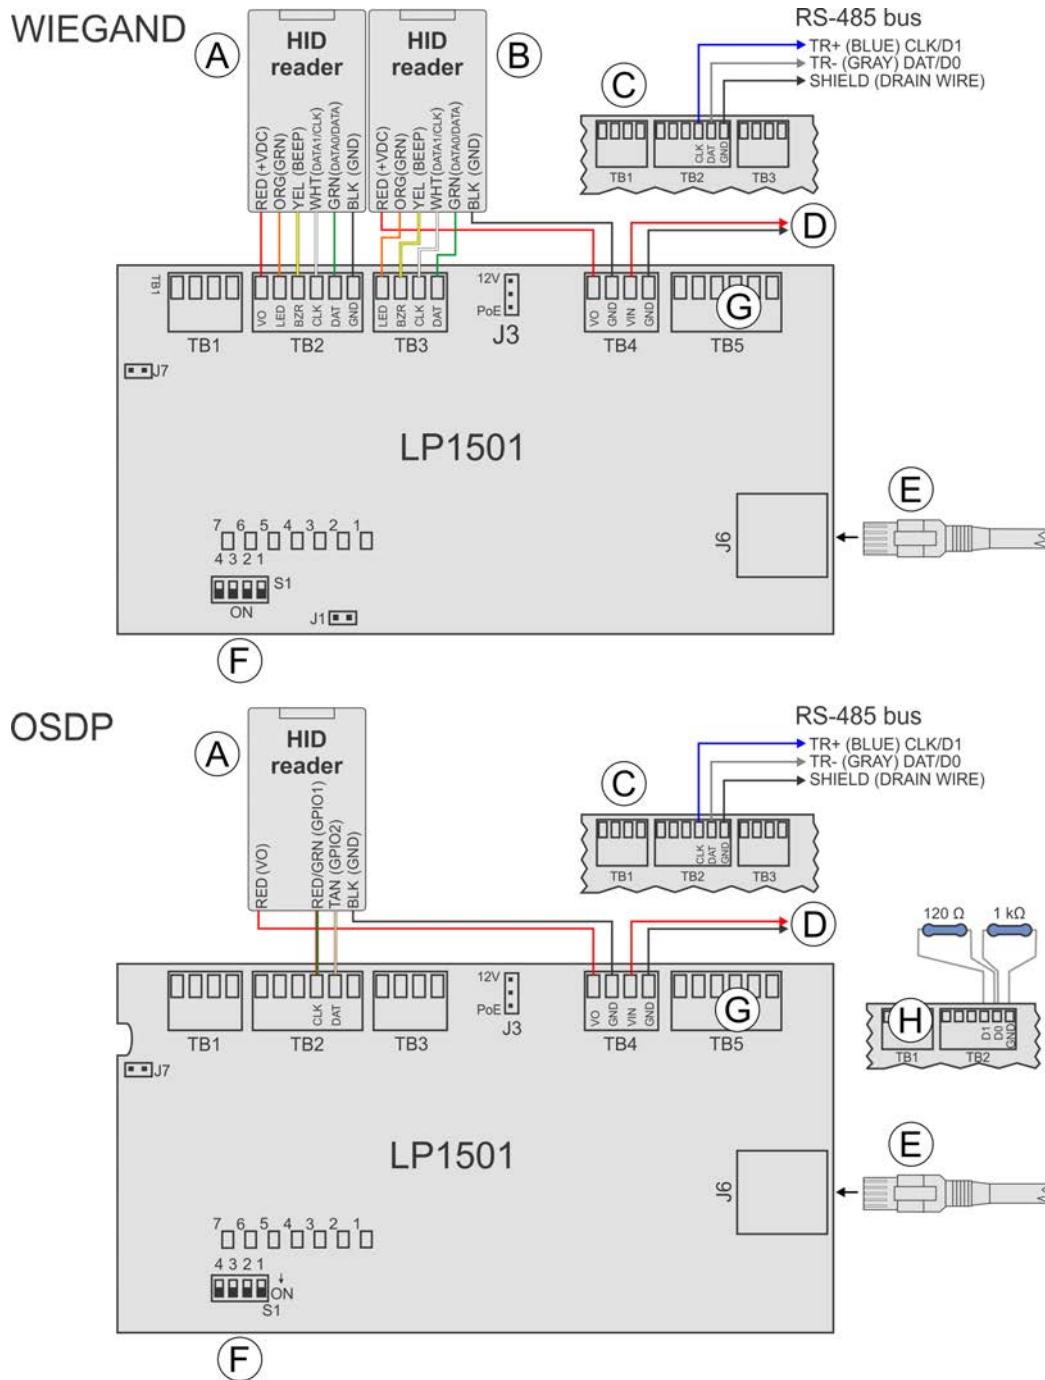 WIEGAND
A
HID
reader
RED (+VDC)
ORG(GRN)
YEL (BEEP)
WHT(DATA1/CLK)
GRN(DATA0/DATA)
BLK (GND)
HID
reader
B
RED (+VDC)
ORG(GRN)
YEL (BEEP)
WHT(DATA1/CLK)
GRN(DATA0/DATA)
BLK (GND)
RS-485 bus
TR+ (BLUE) CLK/D1
TR- (GRAY) DAT/D0
SHIELD (DRAIN WIRE)
C
CLK
DAT
GND
TB1
TB2
TB3
D
TB1
VO
LED
BZR
CLK
DAT
GND
LED
BZR
CLK
DAT
12V
PoE
J3
VO
GND
VIN
GND
G
TB1
TB2
TB3
TB4
TB5
J7
LP1501
E
J6
7 6 5 4 3 2 1
4 3 2 1
S1
ON
J1
F
OSDP
A
HID
reader
RED (VO)
RED/GRN (GPIO1)
TAN (GPIO2)
BLK (GND)
RS-485 bus
TR+ (BLUE) CLK/D1
TR- (GRAY) DAT/D0
SHIELD (DRAIN WIRE)
C
CLK
DAT
GND
TB1
TB2
TB3
D
120 Ω
1 kΩ
CLK
DAT
12V
PoE
J3
VO
GND
VIN
GND
G
TB1
TB2
TB3
TB4
TB5
H
D1
D0
GND
TB1
TB2
J7
LP1501
E
J6
7 6 5 4 3 2 1
4 3 2 1
ON
S1
F